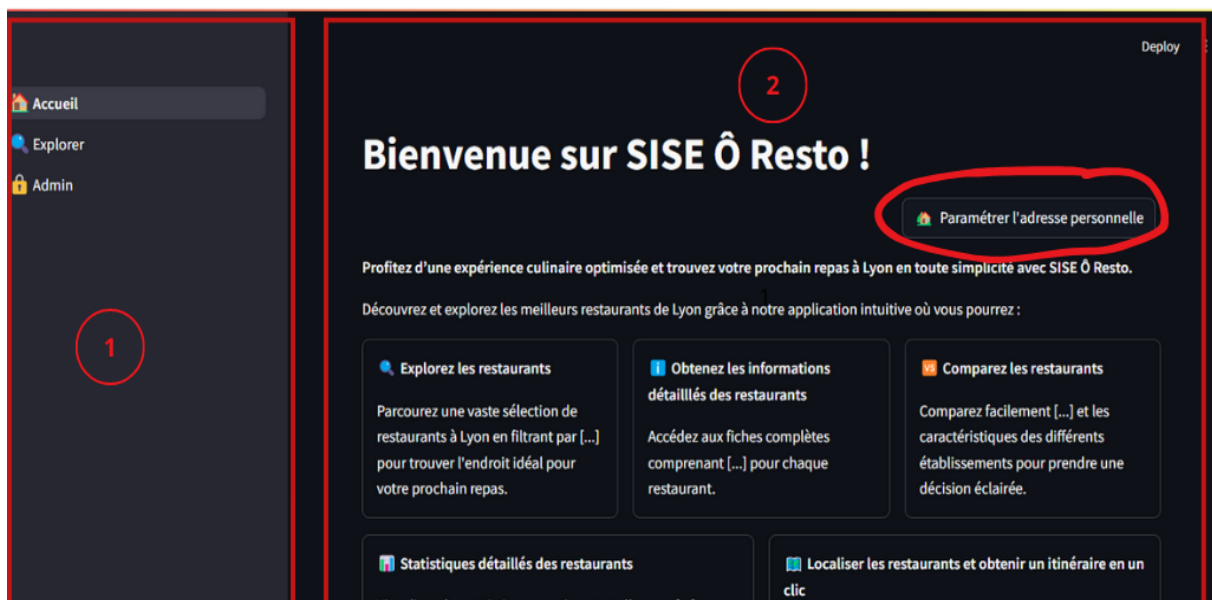 Deploy
🏠 Accueil
🔍 Explorer
🔒 Admin
1
2
Bienvenue sur SISE Ô Resto !
🏡 Paramétrer l'adresse personnelle
Profitez d’une expérience culinaire optimisée et trouvez votre prochain repas à Lyon en toute simplicité avec SISE Ô Resto.
1
Découvrez et explorez les meilleurs restaurants de Lyon grâce à notre application intuitive où vous pourrez :
🔍 Explorez les restaurants
Parcourez une vaste sélection de
restaurants à Lyon en filtrant par [...]
pour trouver l'endroit idéal pour
votre prochain repas.
ℹ️ Obtenez les informations
détailllés des restaurants
Accédez aux fiches complètes
comprenant [...] pour chaque
restaurant.
🆚 Comparez les restaurants
Comparez facilement [...] et les
caractéristiques des différents
établissements pour prendre une
décision éclairée.
📊 Statistiques détaillés des restaurants
🗺️ Localiser les restaurants et obtenir un itinéraire en un
clic